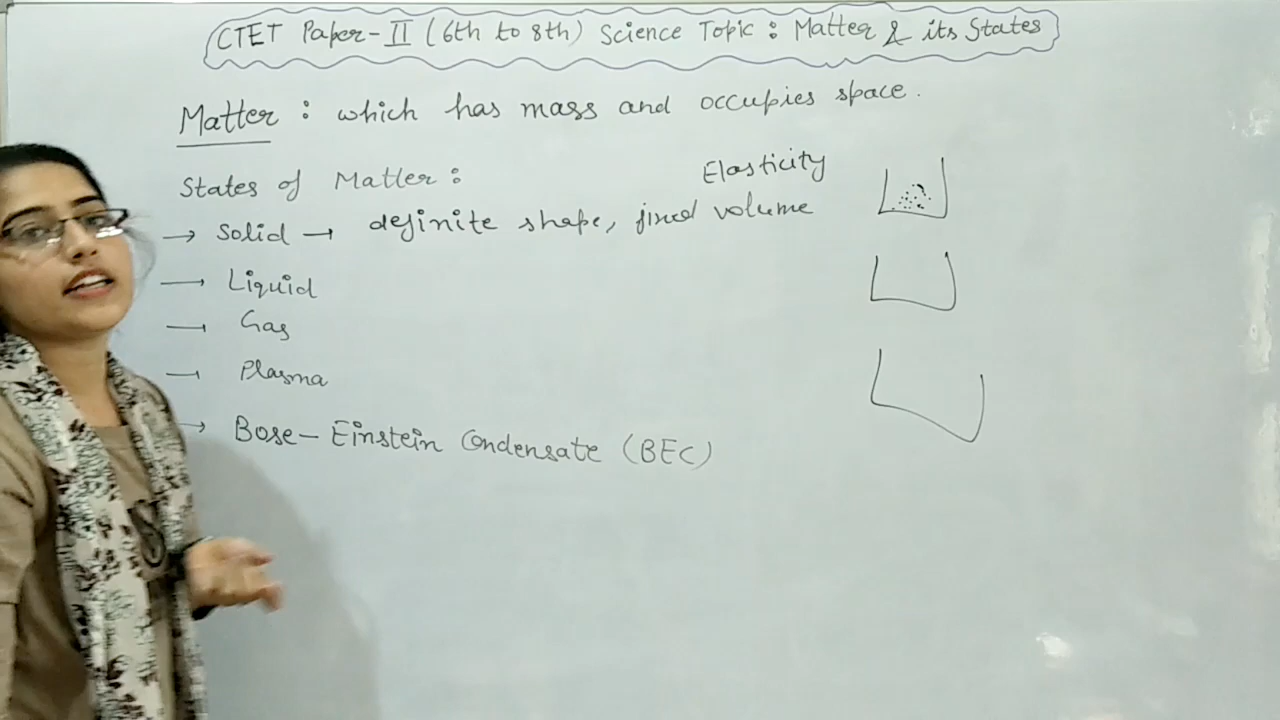 CTET Paper-II (6th to 8th) Science Topic : Matter & its States
Matter : which has mass and occupies space.
States of Matter :
Elasticity
→ Solid → definite shape, fixed volume
→ Liquid
→ Gas
→ Plasma
→ Bose-Einstein Condensate (BEC)